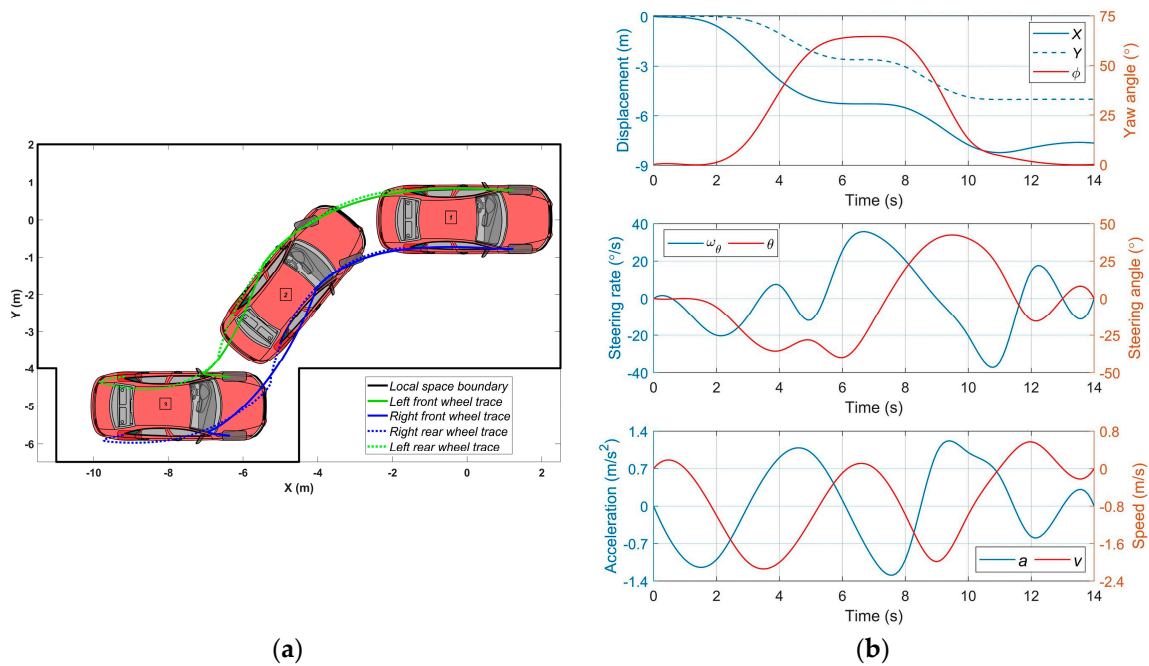 2
1
0
-1
-2
-3
-4
-5
-6
Y (m)
1
2
3
Local space boundary
Left front wheel trace
Right front wheel trace
Right rear wheel trace
Left rear wheel trace
-10 -8 -6 -4 -2 0 2
X (m)
(a)
0
-3
-6
-9
Displacement (m)
X
Y
ϕ
75
50
25
0
Yaw angle (°)
0 2 4 6 8 10 12 14
Time (s)
40
20
0
-20
-40
Steering rate (°/s)
ω_θ θ
50
25
0
-25
-50
Steering angle (°)
0 2 4 6 8 10 12 14
Time (s)
1.4
0.7
0
-0.7
-1.4
Acceleration (m/s²)
a v
0.8
0
-0.8
-1.6
-2.4
Speed (m/s)
0 2 4 6 8 10 12 14
Time (s)
(b)